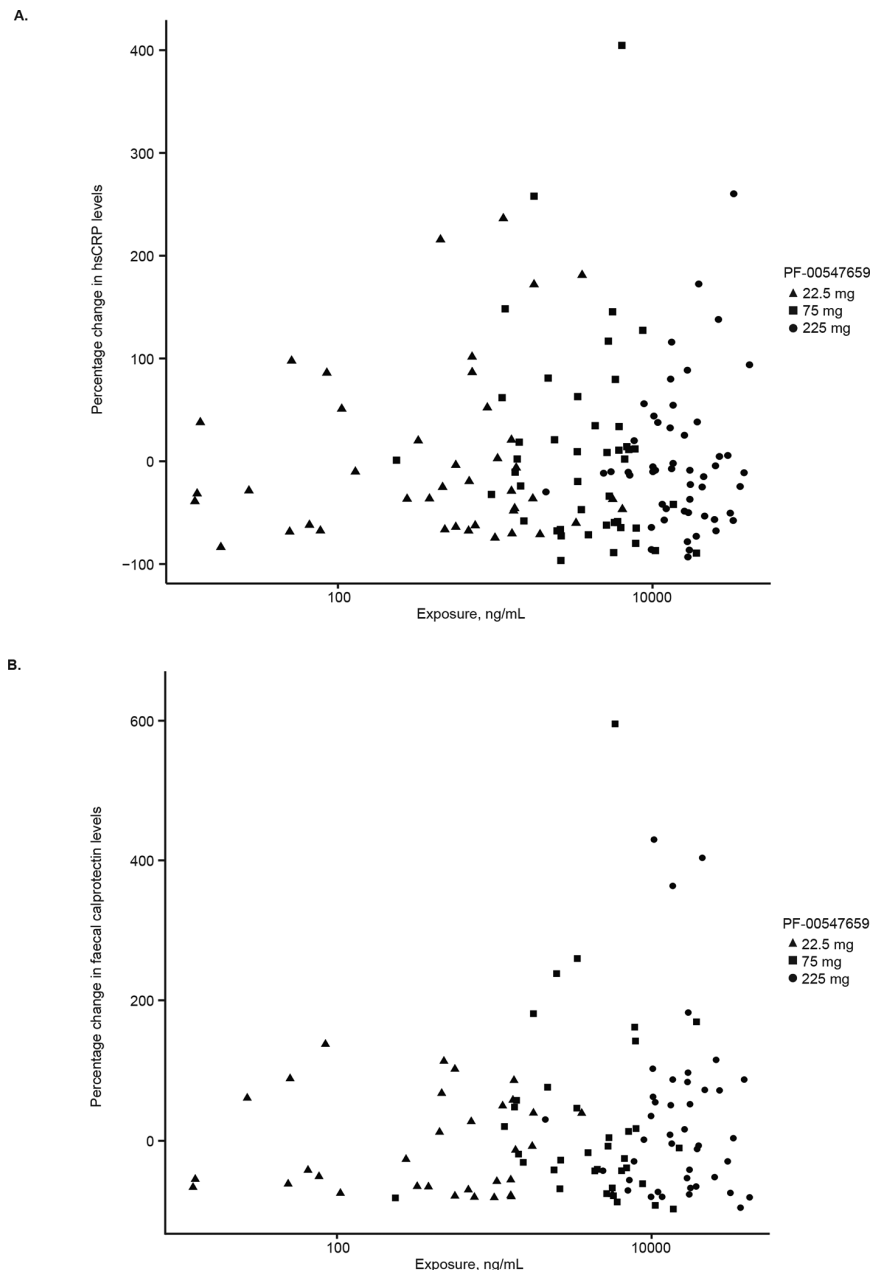 A.
400
300
200
100
0
−100
Percentage change in hsCRP levels
100
10000
Exposure, ng/mL
PF-00547659
22.5 mg
75 mg
225 mg
B.
600
400
200
0
Percentage change in faecal calprotectin levels
100
10000
Exposure, ng/mL
PF-00547659
22.5 mg
75 mg
225 mg